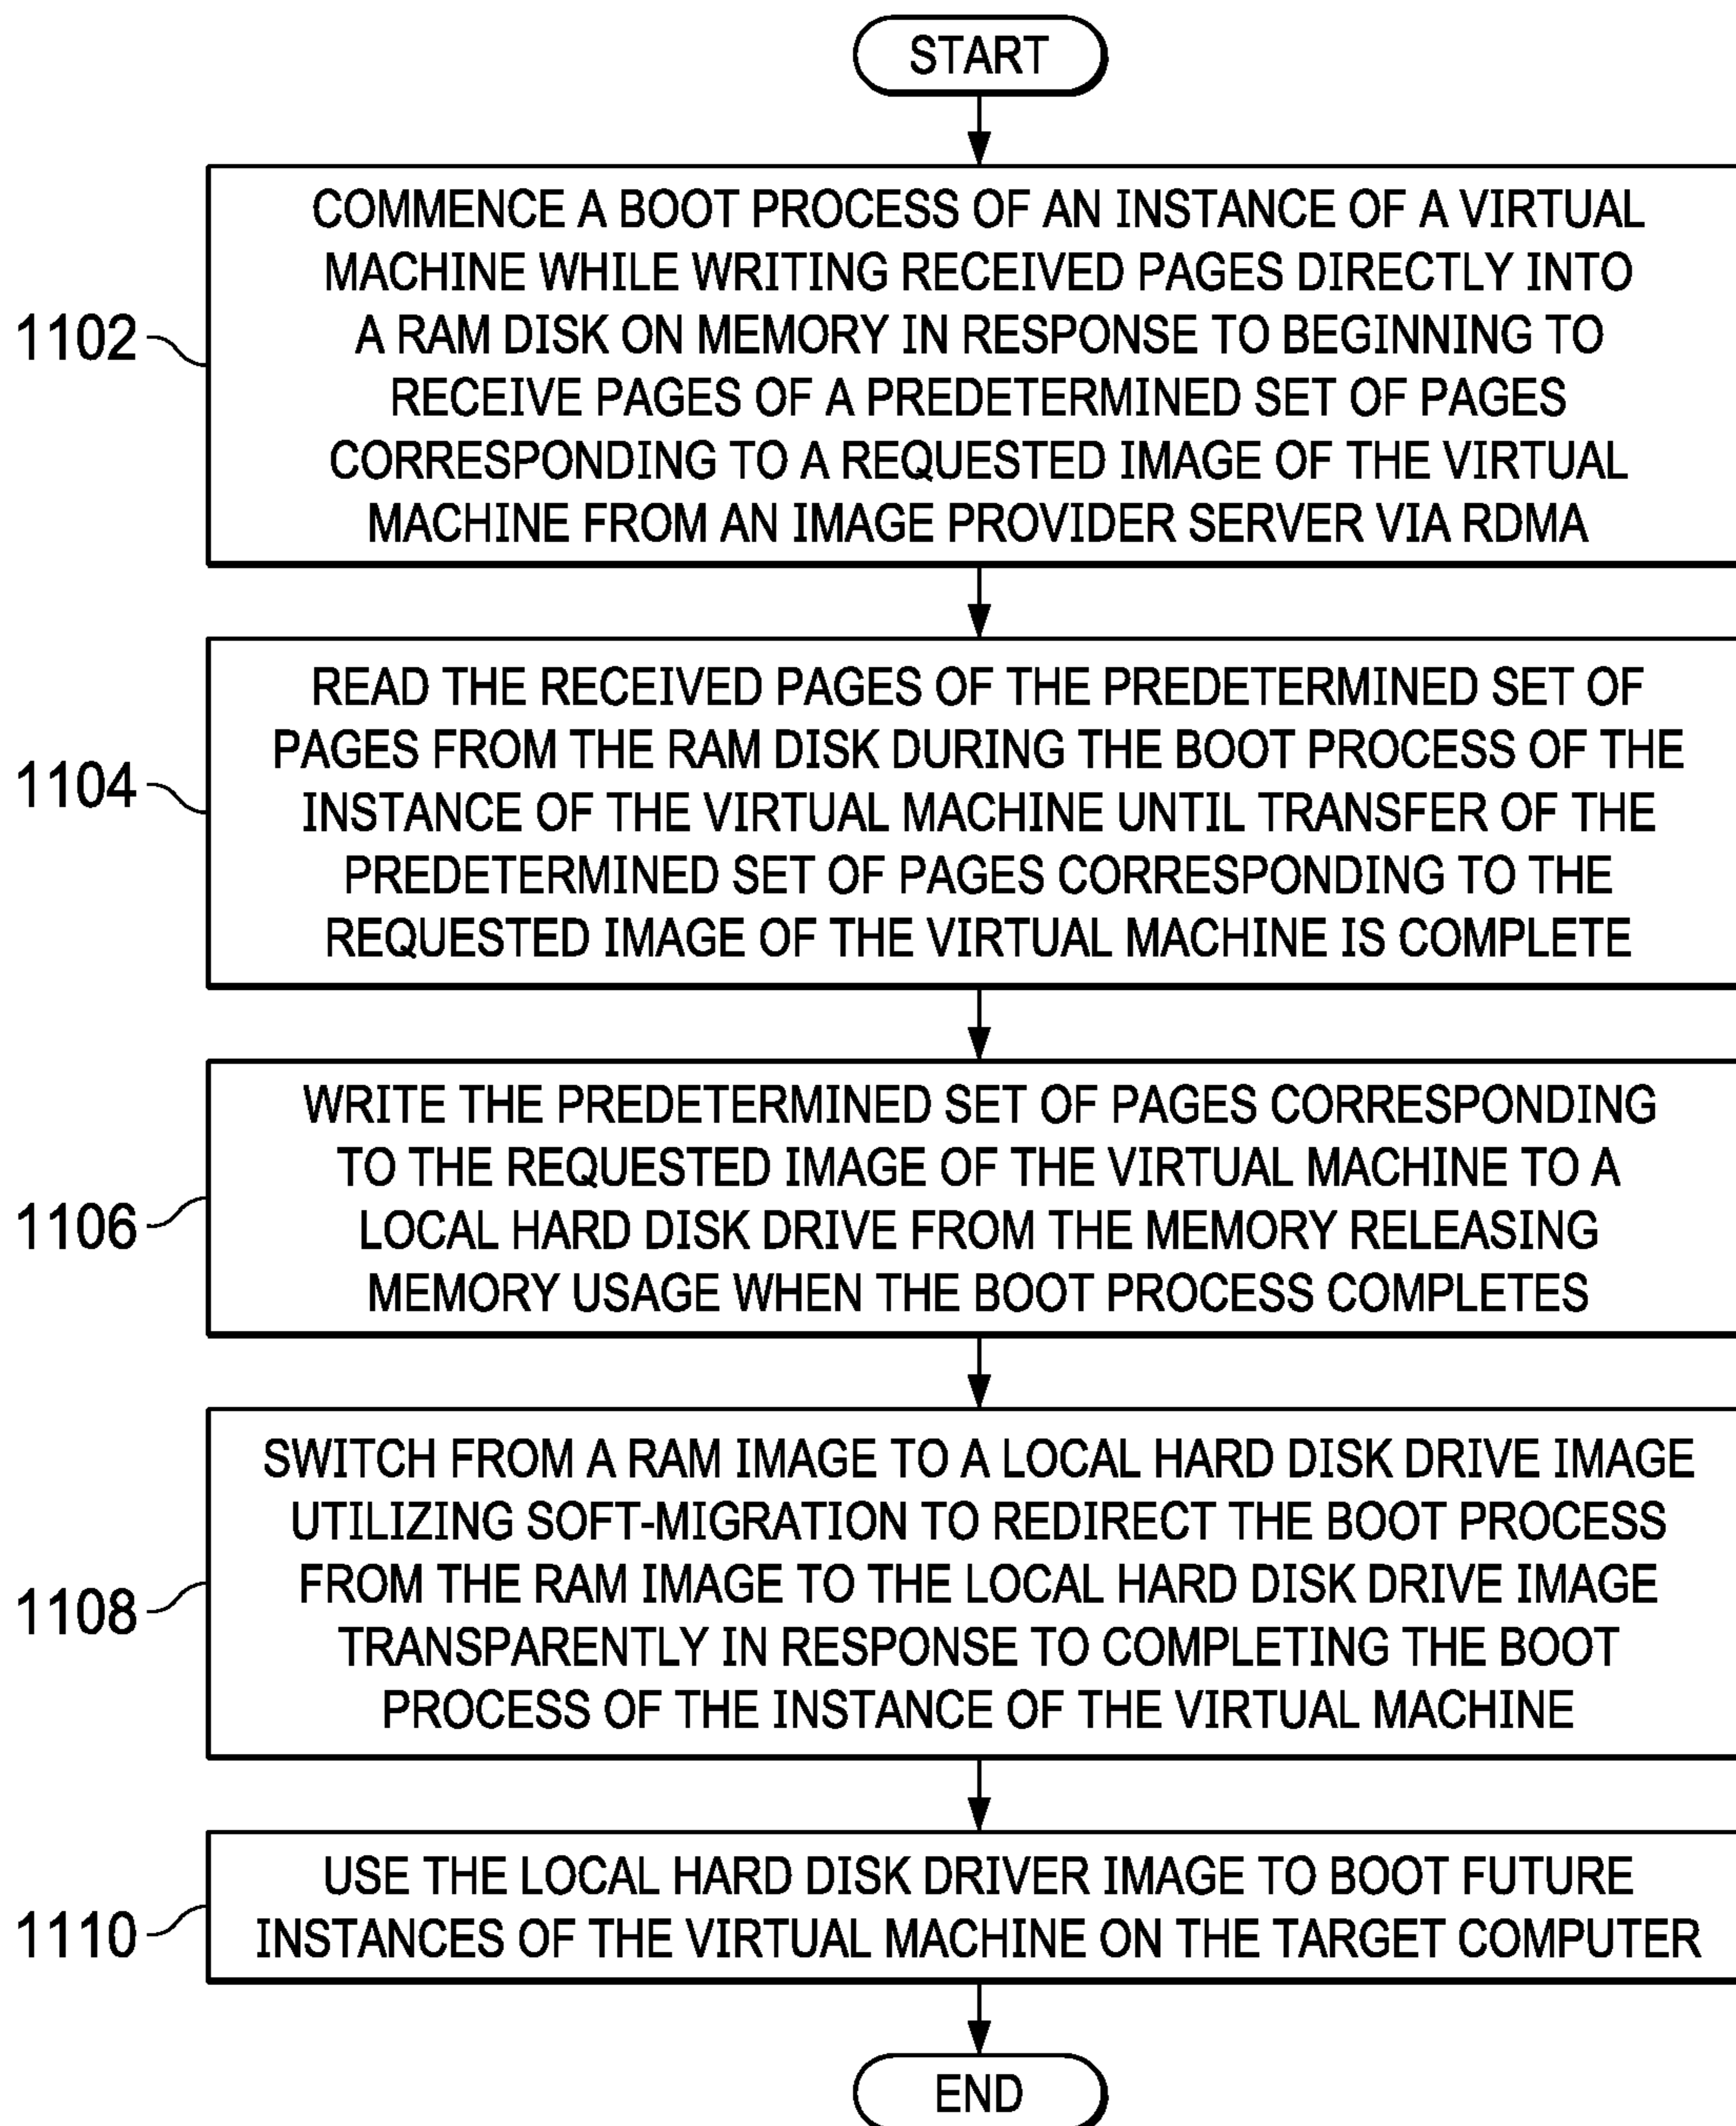 START
COMMENCE A BOOT PROCESS OF AN INSTANCE OF A VIRTUAL
MACHINE WHILE WRITING RECEIVED PAGES DIRECTLY INTO
A RAM DISK ON MEMORY IN RESPONSE TO BEGINNING TO
RECEIVE PAGES OF A PREDETERMINED SET OF PAGES
CORRESPONDING TO A REQUESTED IMAGE OF THE VIRTUAL
MACHINE FROM AN IMAGE PROVIDER SERVER VIA RDMA
1102
READ THE RECEIVED PAGES OF THE PREDETERMINED SET OF
PAGES FROM THE RAM DISK DURING THE BOOT PROCESS OF THE
INSTANCE OF THE VIRTUAL MACHINE UNTIL TRANSFER OF THE
PREDETERMINED SET OF PAGES CORRESPONDING TO THE
REQUESTED IMAGE OF THE VIRTUAL MACHINE IS COMPLETE
1104
WRITE THE PREDETERMINED SET OF PAGES CORRESPONDING
TO THE REQUESTED IMAGE OF THE VIRTUAL MACHINE TO A
LOCAL HARD DISK DRIVE FROM THE MEMORY RELEASING
MEMORY USAGE WHEN THE BOOT PROCESS COMPLETES
1106
SWITCH FROM A RAM IMAGE TO A LOCAL HARD DISK DRIVE IMAGE
UTILIZING SOFT-MIGRATION TO REDIRECT THE BOOT PROCESS
FROM THE RAM IMAGE TO THE LOCAL HARD DISK DRIVE IMAGE
TRANSPARENTLY IN RESPONSE TO COMPLETING THE BOOT
PROCESS OF THE INSTANCE OF THE VIRTUAL MACHINE
1108
USE THE LOCAL HARD DISK DRIVER IMAGE TO BOOT FUTURE
INSTANCES OF THE VIRTUAL MACHINE ON THE TARGET COMPUTER
1110
END